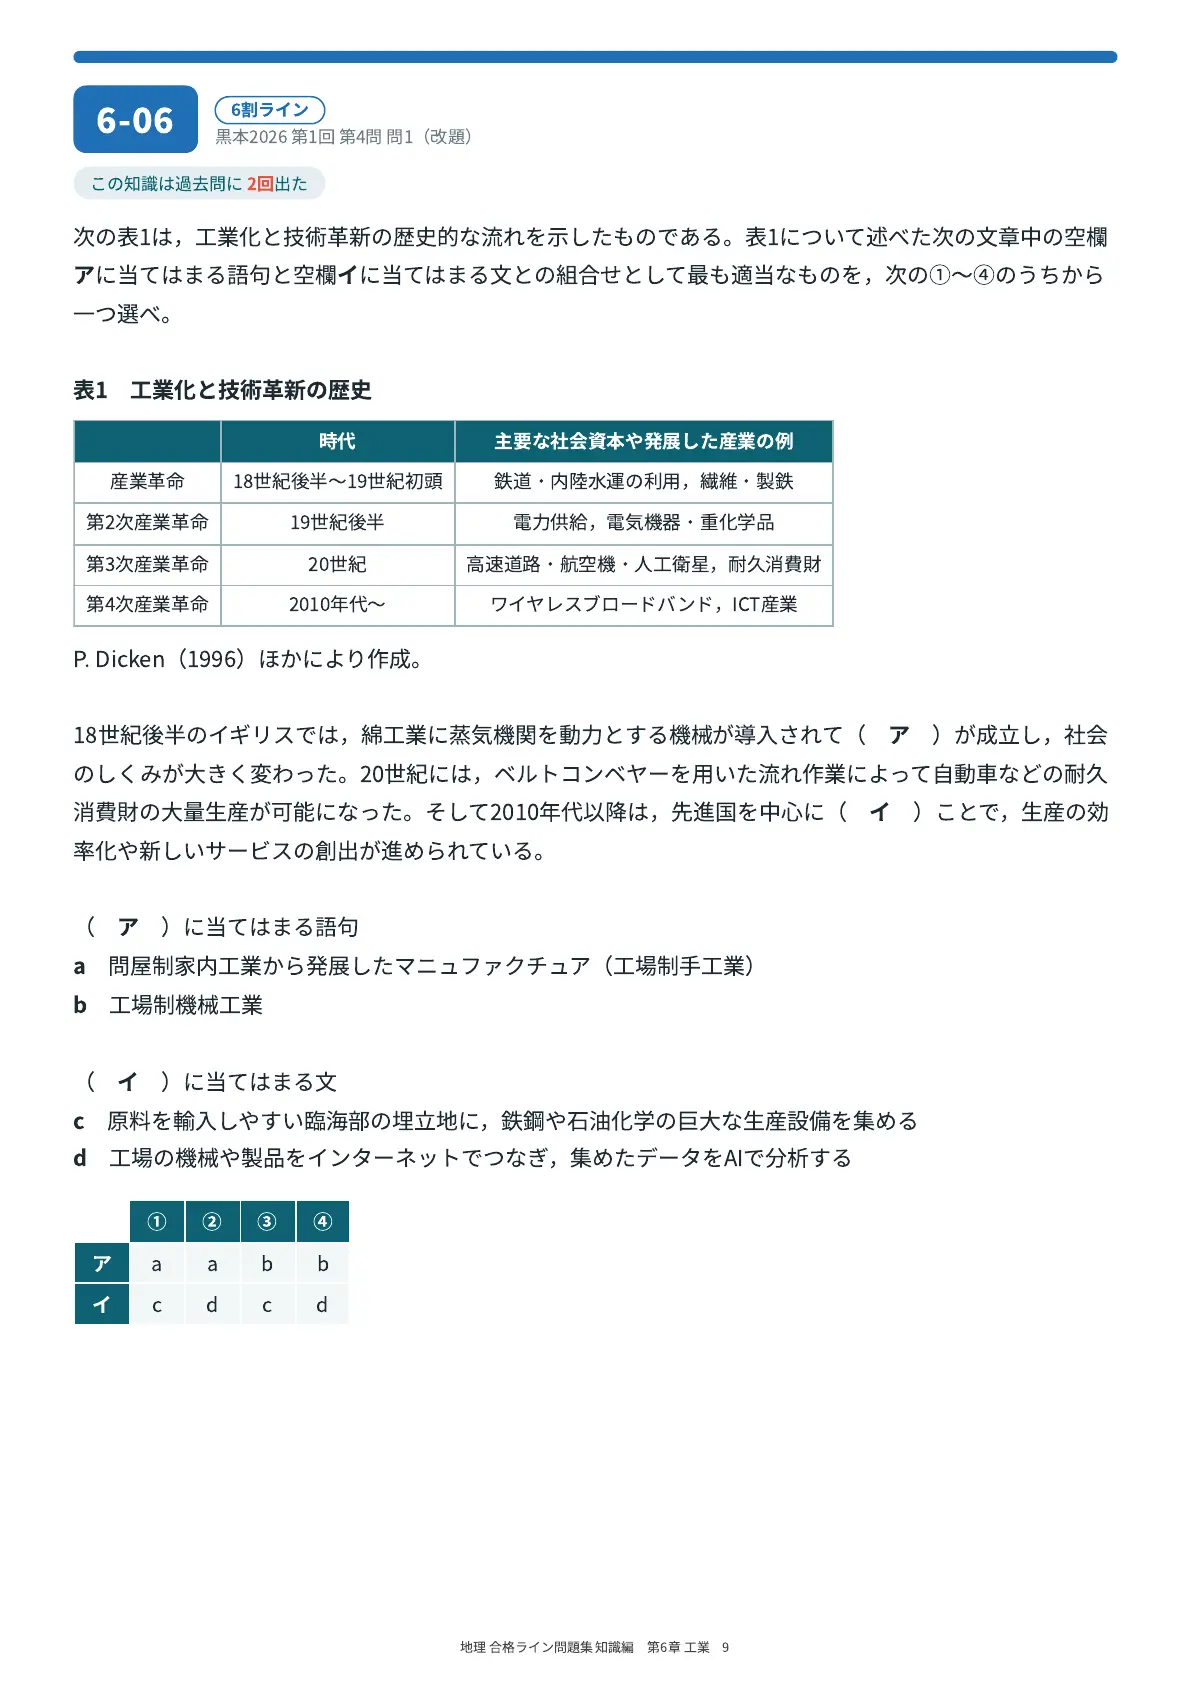 6-06
6割ライン
黒本2026 第1回 第4問 問1（改題）
この知識は過去問に 2回出た
次の表1は，工業化と技術革新の歴史的な流れを示したものである。表1について述べた次の文章中の空欄
アに当てはまる語句と空欄イに当てはまる文との組合せとして最も適当なものを，次の①～④のうちから
一つ選べ。
表1　工業化と技術革新の歴史
時代　主要な社会資本や発展した産業の例
産業革命　18世紀後半～19世紀初頭　鉄道・内陸水運の利用，繊維・製鉄
第2次産業革命　19世紀後半　電力供給，電気機器・重化学品
第3次産業革命　20世紀　高速道路・航空機・人工衛星，耐久消費財
第4次産業革命　2010年代～　ワイヤレスブロードバンド，ICT産業
P. Dicken（1996）ほかにより作成。
18世紀後半のイギリスでは，綿工業に蒸気機関を動力とする機械が導入されて（　ア　）が成立し，社会
のしくみが大きく変わった。20世紀には，ベルトコンベヤーを用いた流れ作業によって自動車などの耐久
消費財の大量生産が可能になった。そして2010年代以降は，先進国を中心に（　イ　）ことで，生産の効
率化や新しいサービスの創出が進められている。
（　ア　）に当てはまる語句
a　問屋制家内工業から発展したマニュファクチュア（工場制手工業）
b　工場制機械工業
（　イ　）に当てはまる文
c　原料を輸入しやすい臨海部の埋立地に，鉄鋼や石油化学の巨大な生産設備を集める
d　工場の機械や製品をインターネットでつなぎ，集めたデータをAIで分析する
① ② ③ ④
ア a a b b
イ c d c d
地理 合格ライン問題集 知識編　第6章 工業　9